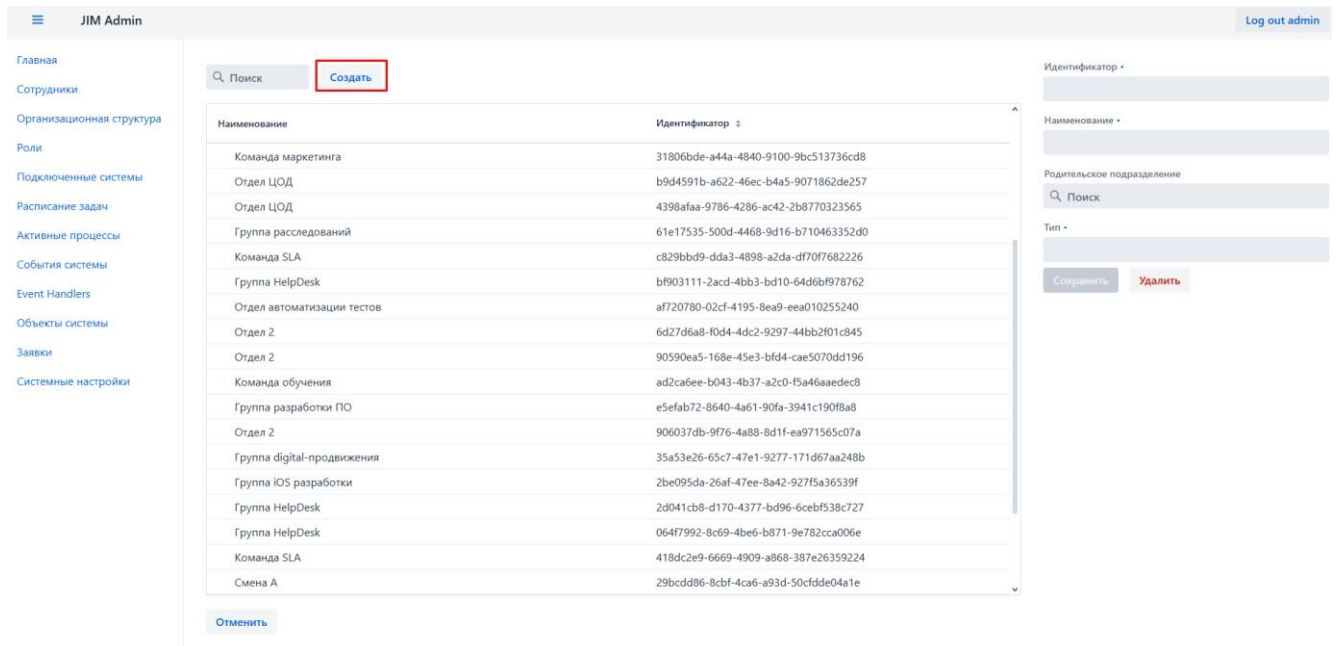 JIM Admin
Log out admin
Главная
Сотрудники
Организационная структура
Роли
Подключенные системы
Расписание задач
Активные процессы
События системы
Event Handlers
Объекты системы
Заявки
Системные настройки
Поиск Создать
Наименование Идентификатор
Команда маркетинга 31806bde-a44a-4840-9100-9bc513736cd8
Отдел ЦОД b9d4591b-a622-46ec-b4a5-9071862de257
Отдел ЦОД 4398afaa-9786-4286-ac42-2b8770323565
Группа расследований 61e17535-500d-4468-9d16-b710463352d0
Команда SLA c829bbd9-dda3-4898-a2da-df70f7682226
Группа HelpDesk bf903111-2acd-4bb3-bd10-64d6bf978762
Отдел автоматизации тестов af720780-02cf-4195-8ea9-eea010255240
Отдел 2 6d27d6a8-f0d4-4dc2-9297-44bb2f01c845
Отдел 2 90590ea5-168e-45e3-bfd4-cae5070dd196
Команда обучения ad2ca6ee-b043-4b37-a2c0-f5a46aaedec8
Группа разработки ПО e5efab72-8640-4a61-90fa-3941c190f8a8
Отдел 2 906037db-9f76-4a88-8d1f-ea971565c07a
Группа digital-продвижения 35a53e26-65c7-47e1-9277-171d67aa248b
Группа iOS разработки 2be095da-26af-47ee-8a42-927f5a36539f
Группа HelpDesk 2d041cb8-d170-4377-bd96-6cebf538c727
Группа HelpDesk 064f7992-8c69-4be6-b871-9e782cca006e
Команда SLA 418dc2e9-6669-4909-a868-387e26359224
Смена A 29bcdd86-8cbf-4ca6-a93d-50cfdde04a1e
Отменить
Идентификатор •
Наименование •
Родительское подразделение
Поиск
Тип •
Сохранить Удалить